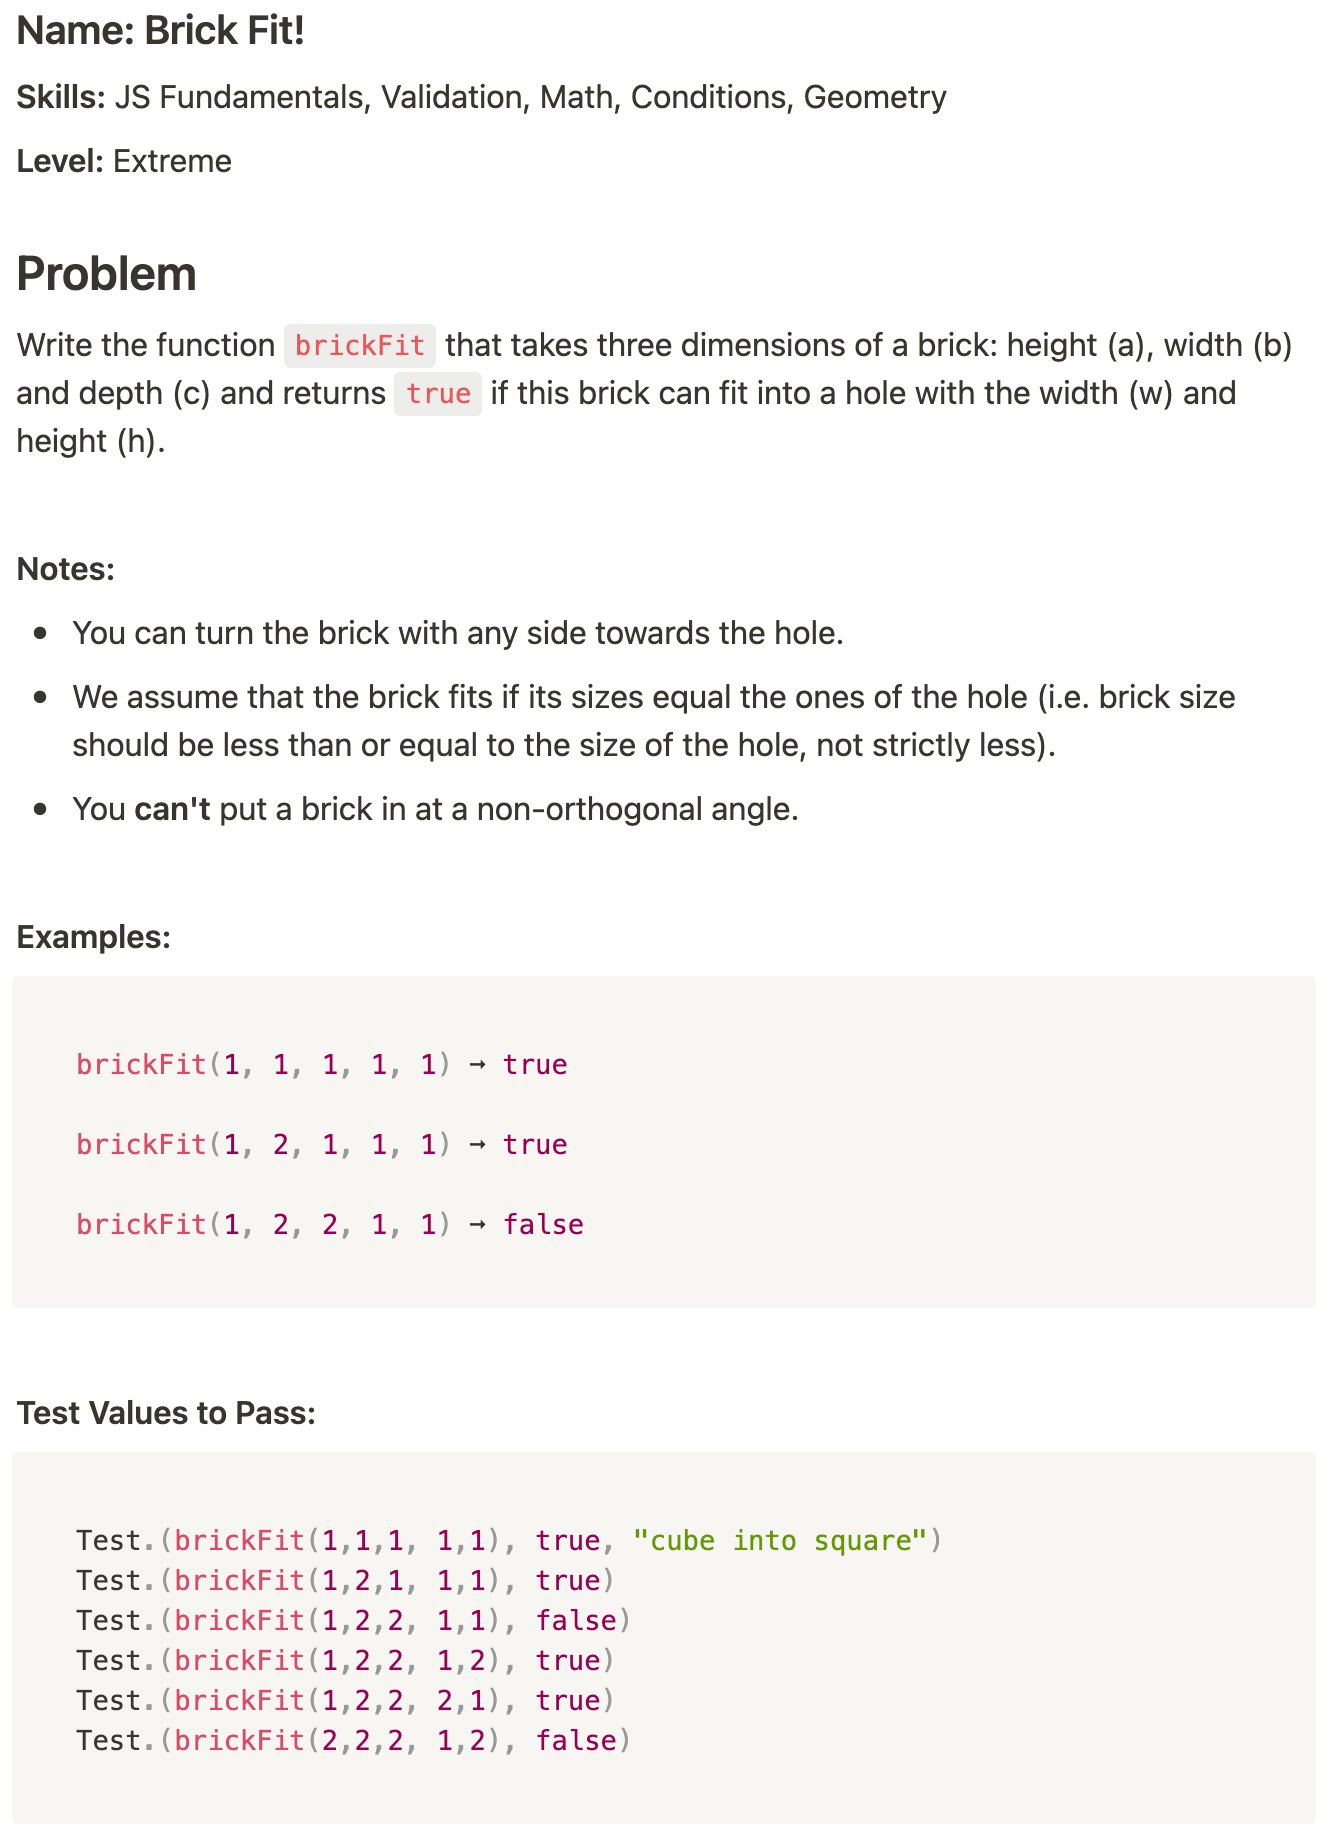 Name: Brick Fit!
Skills: JS Fundamentals, Validation, Math, Conditions, Geometry
Level: Extreme
Problem
Write the function brickFit that takes three dimensions of a brick: height (a), width (b)
and depth (c) and returns true if this brick can fit into a hole with the width (w) and
height (h).
Notes:
• You can turn the brick with any side towards the hole.
• We assume that the brick fits if its sizes equal the ones of the hole (i.e. brick size
should be less than or equal to the size of the hole, not strictly less).
• You can't put a brick in at a non-orthogonal angle.
Examples:
brickFit(1, 1, 1, 1, 1) → true
brickFit(1, 2, 1, 1, 1) → true
brickFit(1, 2, 2, 1, 1) → false
Test Values to Pass:
Test.(brickFit(1,1,1, 1,1), true, "cube into square")
Test.(brickFit(1,2,1, 1,1), true)
Test.(brickFit(1,2,2, 1,1), false)
Test.(brickFit(1,2,2, 1,2), true)
Test.(brickFit(1,2,2, 2,1), true)
Test.(brickFit(2,2,2, 1,2), false)